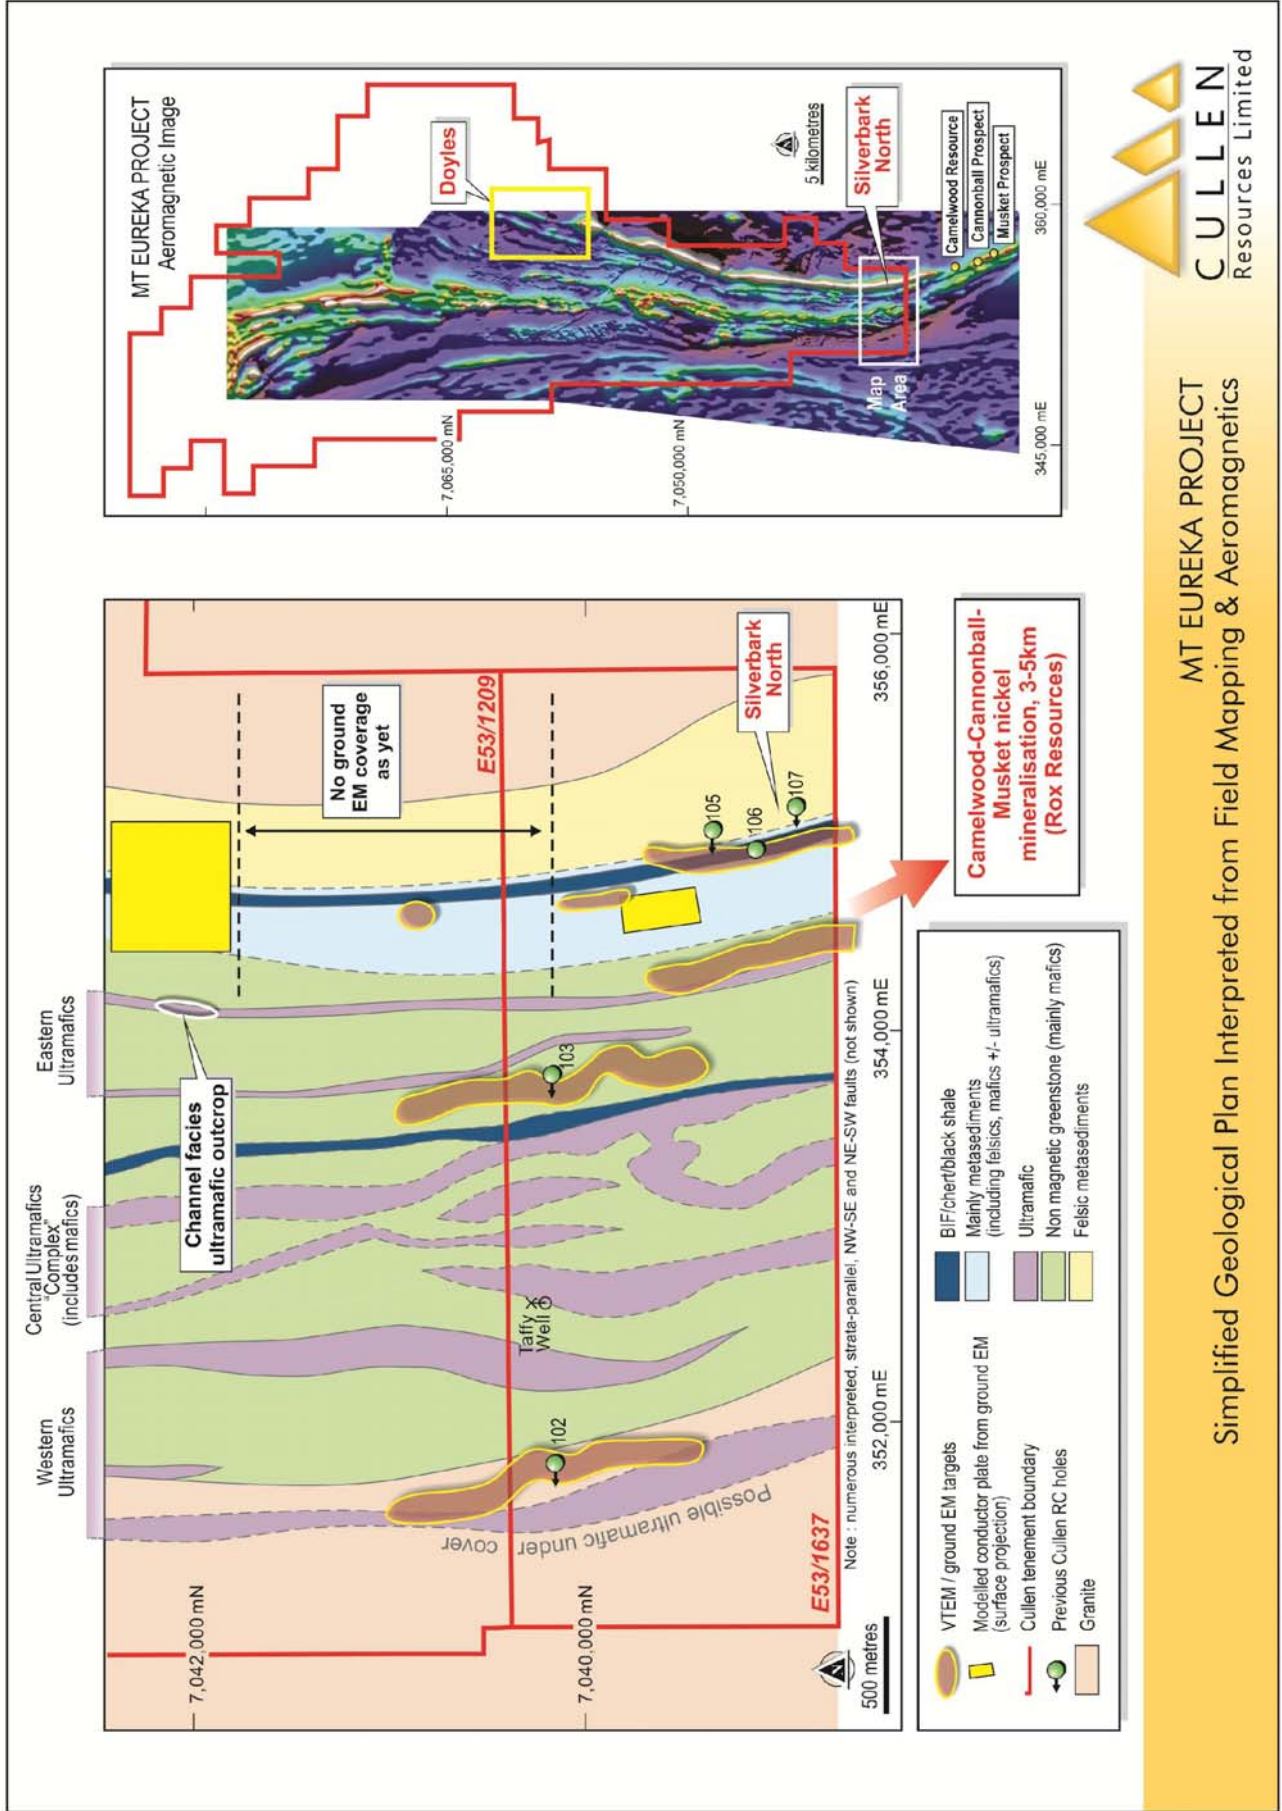 Western
Ultramafics
Central Ultramafics
"Complex"
(includes mafics)
Eastern
Ultramafics
7,042,000 mN
7,040,000 mN
Channel facies
ultramafic outcrop
No ground
EM coverage
as yet
E53/1209
Possible ultramafic under cover
102
Taffy
Well
103
105
106
107
Silverbark
North
E53/1637
Note : numerous interpreted, strata-parallel, NW-SE and NE-SW faults (not shown)
N
500 metres
352,000 mE
354,000 mE
356,000 mE
VTEM / ground EM targets
Modelled conductor plate from ground EM
(surface projection)
Cullen tenement boundary
Previous Cullen RC holes
Granite
BIF/chert/black shale
Mainly metasediments
(including felsics, mafics +/- ultramafics)
Ultramafic
Non magnetic greenstone (mainly mafics)
Felsic metasediments
Camelwood-Cannonball-
Musket nickel
mineralisation, 3-5km
(Rox Resources)
MT EUREKA PROJECT
Aeromagnetic Image
7,065,000 mN
7,050,000 mN
Doyles
N
5 kilometres
Silverbark
North
Map
Area
Camelwood Resource
Cannonball Prospect
Musket Prospect
345,000 mE
360,000 mE
MT EUREKA PROJECT
Simplified Geological Plan Interpreted from Field Mapping & Aeromagnetics
CULLEN
Resources Limited